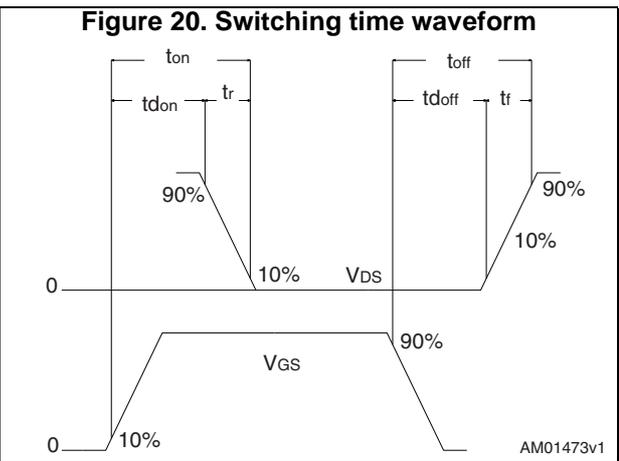 Figure 20. Switching time waveform
ton
toff
tdon
tr
tdoff
tf
90%
90%
10%
10%
0
VDS
90%
VGS
0
10%
AM01473v1